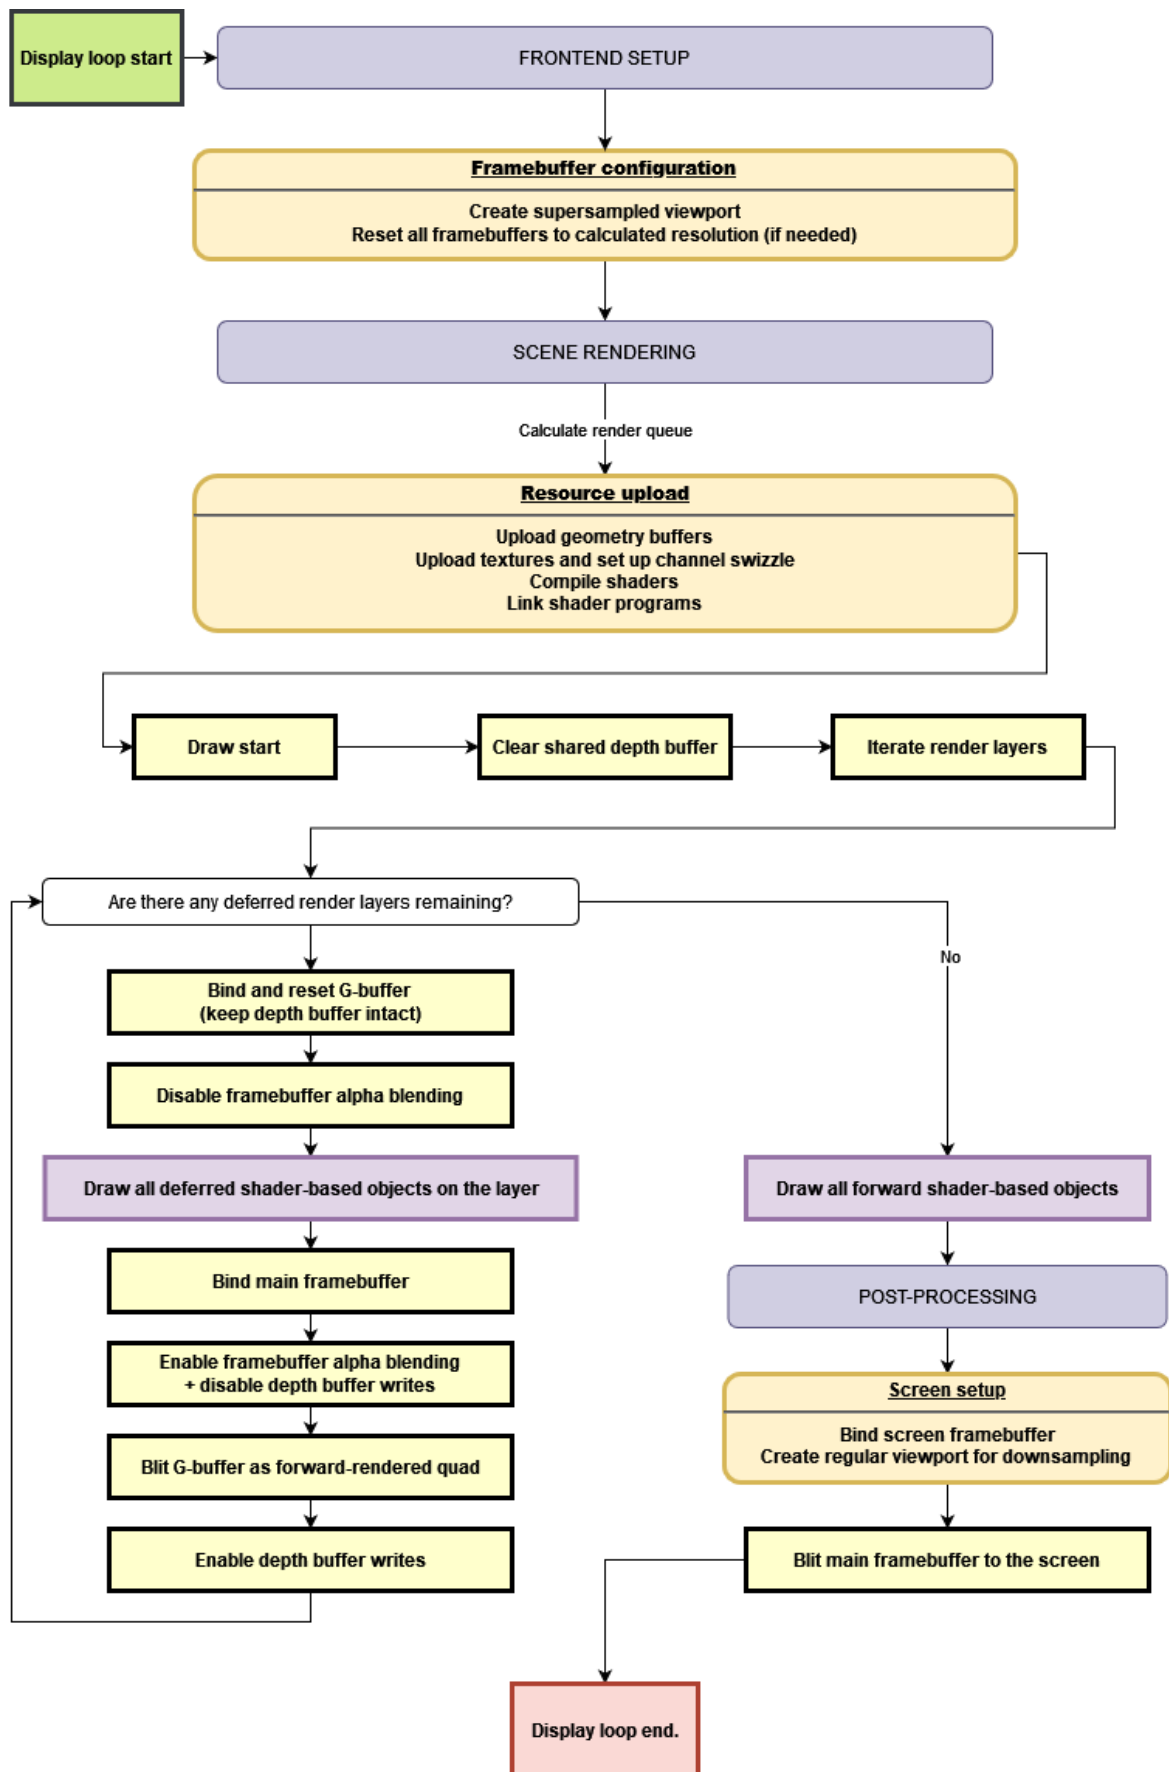 Display loop start
FRONTEND SETUP
Framebuffer configuration
Create supersampled viewport
Reset all framebuffers to calculated resolution (if needed)
SCENE RENDERING
Calculate render queue
Resource upload
Upload geometry buffers
Upload textures and set up channel swizzle
Compile shaders
Link shader programs
Draw start
Clear shared depth buffer
Iterate render layers
Are there any deferred render layers remaining?
No
Bind and reset G-buffer
(keep depth buffer intact)
Disable framebuffer alpha blending
Draw all deferred shader-based objects on the layer
Bind main framebuffer
Enable framebuffer alpha blending
+ disable depth buffer writes
Blit G-buffer as forward-rendered quad
Enable depth buffer writes
Draw all forward shader-based objects
POST-PROCESSING
Screen setup
Bind screen framebuffer
Create regular viewport for downsampling
Blit main framebuffer to the screen
Display loop end.